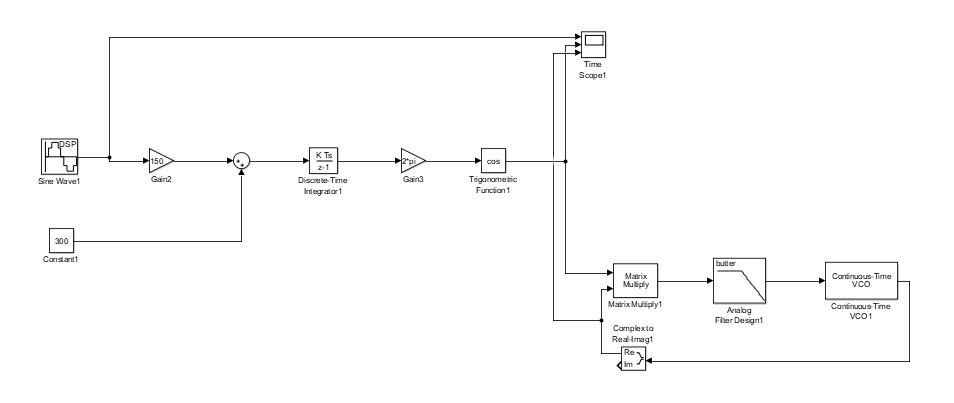 Time
Scope1
DSP
Sine Wave1
150
Gain2
+
+
K Ts
z-1
Discrete-Time
Integrator1
2*pi
Gain3
cos
Trigonometric
Function1
300
Constant1
Matrix
Multiply
Matrix Multiply1
butter
Analog
Filter Design1
Continuous-Time
VCO
Continuous-Time
VCO1
Complex to
Real-Imag1
Re
Im